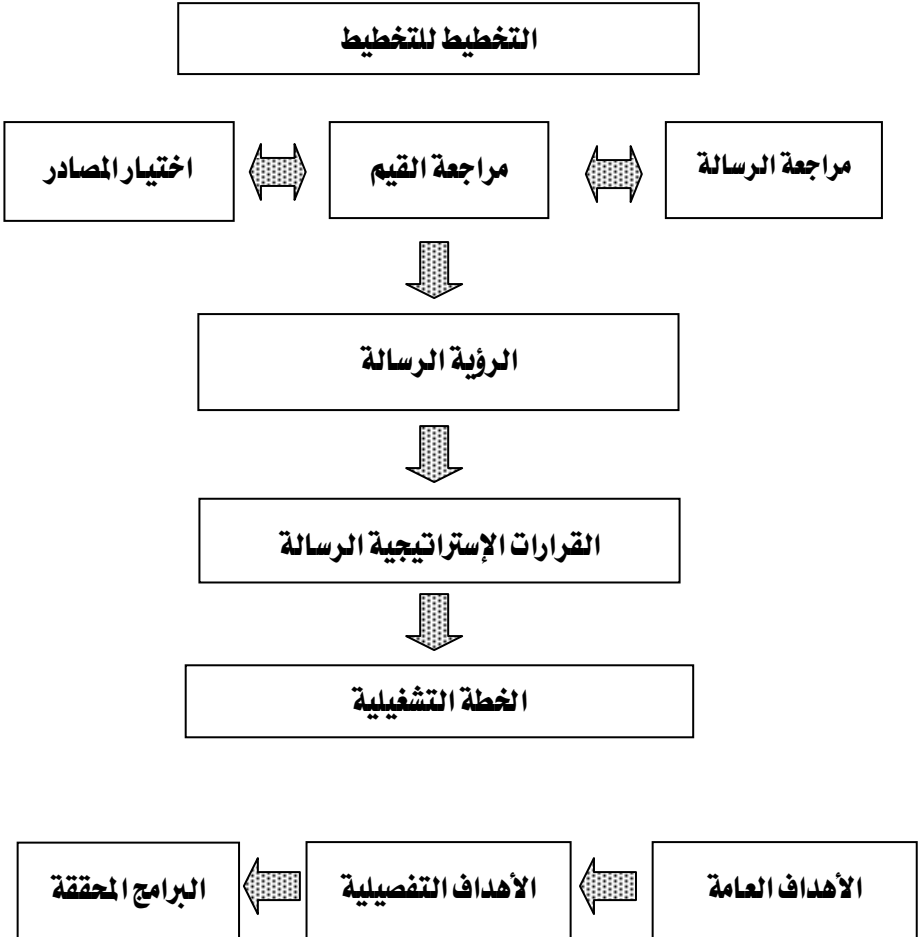 التخطيط للتخطيط
مراجعة الرسالة
مراجعة القيم
اختيار المصادر
الرؤية الرسالة
القرارات الإستراتيجية الرسالة
الخطة التشغيلية
الأهداف العامة
الأهداف التفصيلية
البرامج المحققة